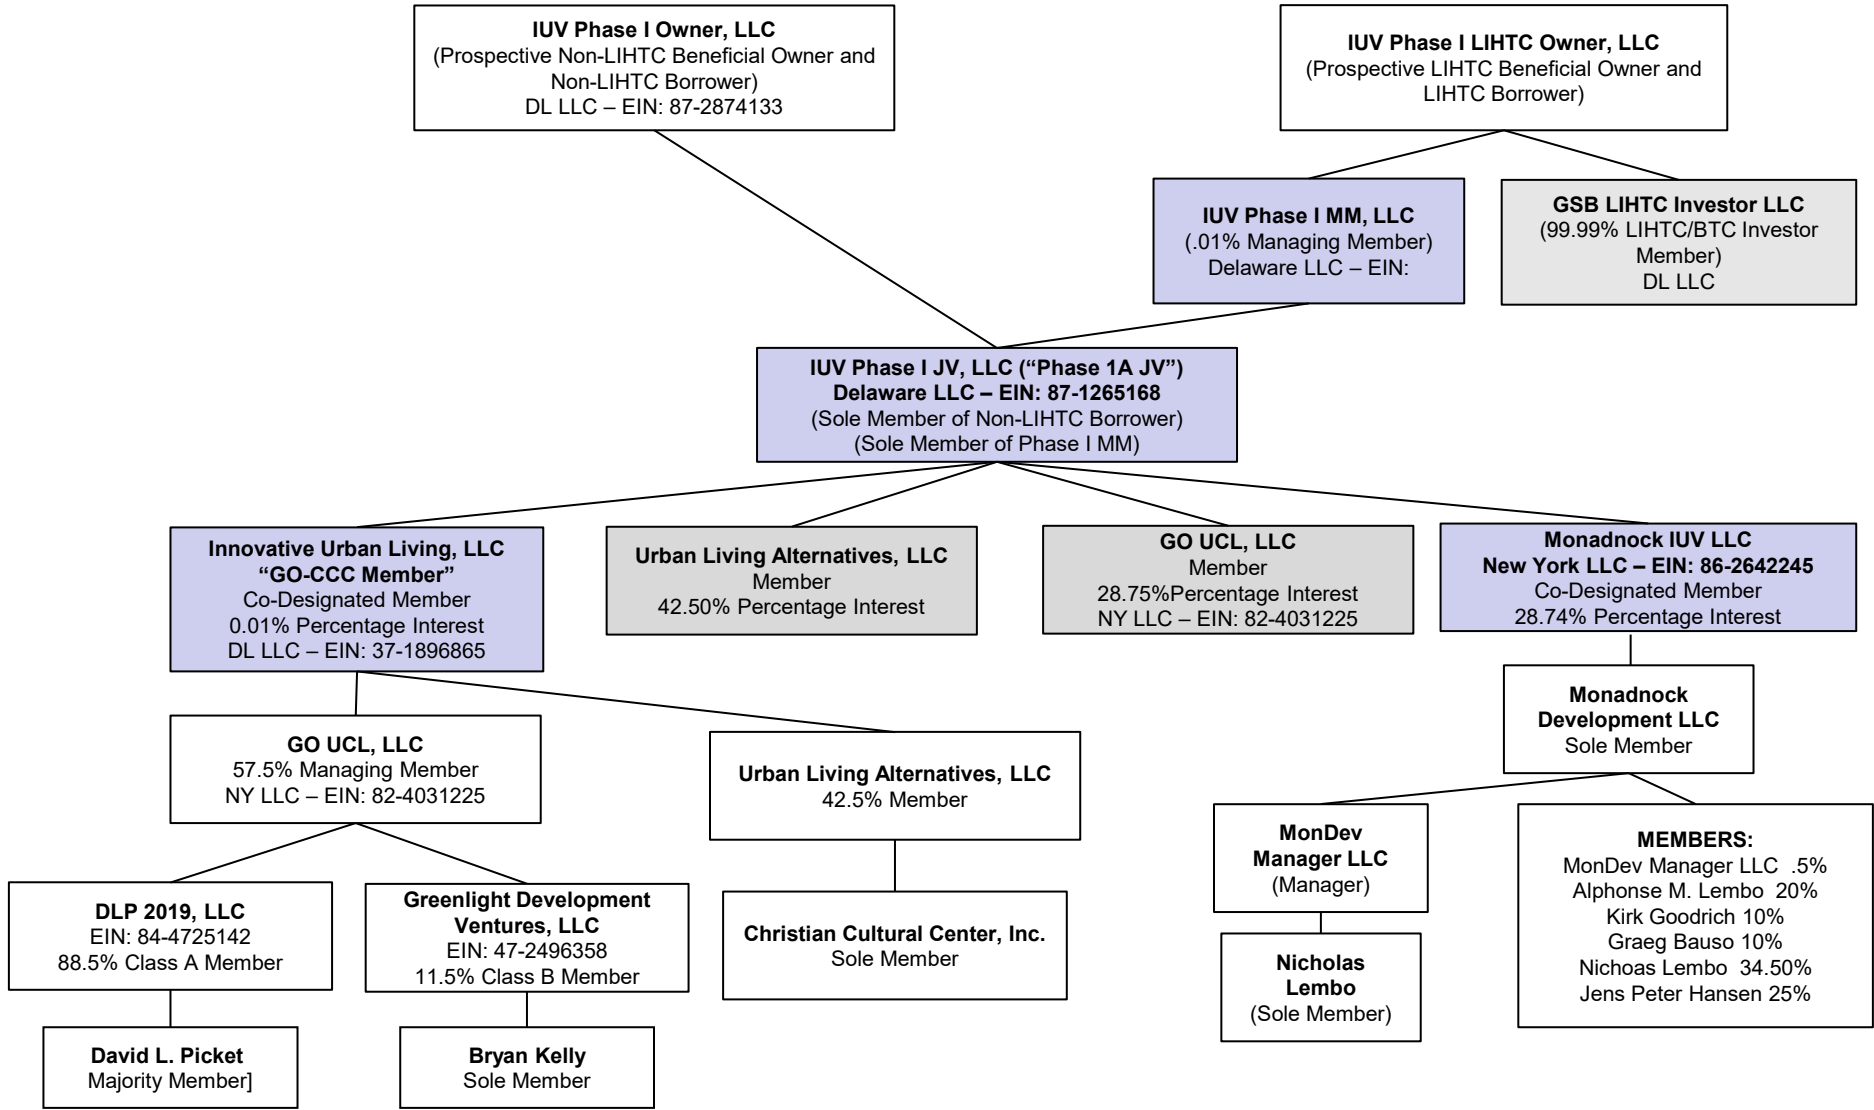 IUV Phase I Owner, LLC
(Prospective Non-LIHTC Beneficial Owner and
Non-LIHTC Borrower)
DL LLC – EIN: 87-2874133
IUV Phase I LIHTC Owner, LLC
(Prospective LIHTC Beneficial Owner and
LIHTC Borrower)
IUV Phase I MM, LLC
(.01% Managing Member)
Delaware LLC – EIN:
GSB LIHTC Investor LLC
(99.99% LIHTC/BTC Investor
Member)
DL LLC
IUV Phase I JV, LLC (“Phase 1A JV”)
Delaware LLC – EIN: 87-1265168
(Sole Member of Non-LIHTC Borrower)
(Sole Member of Phase I MM)
Innovative Urban Living, LLC
“GO-CCC Member”
Co-Designated Member
0.01% Percentage Interest
DL LLC – EIN: 37-1896865
Urban Living Alternatives, LLC
Member
42.50% Percentage Interest
GO UCL, LLC
Member
28.75%Percentage Interest
NY LLC – EIN: 82-4031225
Monadnock IUV LLC
New York LLC – EIN: 86-2642245
Co-Designated Member
28.74% Percentage Interest
GO UCL, LLC
57.5% Managing Member
NY LLC – EIN: 82-4031225
Urban Living Alternatives, LLC
42.5% Member
Monadnock
Development LLC
Sole Member
DLP 2019, LLC
EIN: 84-4725142
88.5% Class A Member
Greenlight Development
Ventures, LLC
EIN: 47-2496358
11.5% Class B Member
Christian Cultural Center, Inc.
Sole Member
MonDev
Manager LLC
(Manager)
MEMBERS:
MonDev Manager LLC .5%
Alphonse M. Lembo 20%
Kirk Goodrich 10%
Graeg Bauso 10%
Nichoas Lembo 34.50%
Jens Peter Hansen 25%
David L. Picket
Majority Member]
Bryan Kelly
Sole Member
Nicholas
Lembo
(Sole Member)